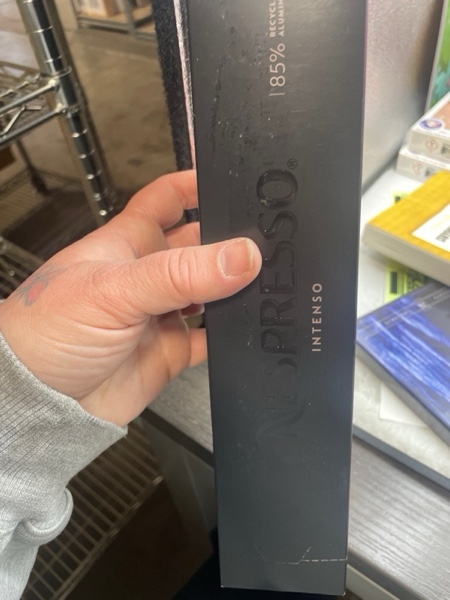 85%
RECYCL
ALUMIN
NESPRESSO®
INTENSO